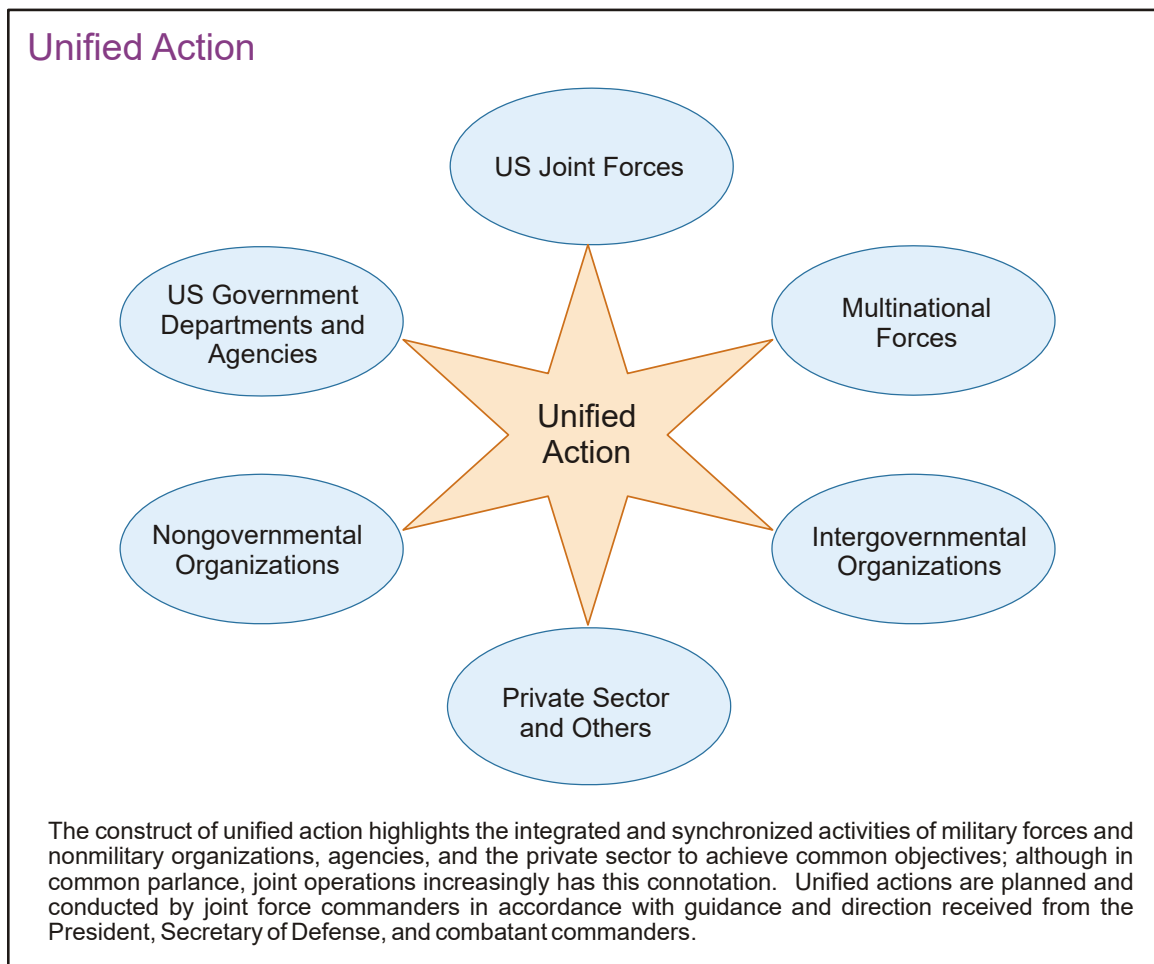 Unified Action
US Joint Forces
US Government
Departments and
Agencies
Multinational
Forces
Unified
Action
Nongovernmental
Organizations
Intergovernmental
Organizations
Private Sector
and Others
The construct of unified action highlights the integrated and synchronized activities of military forces and
nonmilitary organizations, agencies, and the private sector to achieve common objectives; although in
common parlance, joint operations increasingly has this connotation.  Unified actions are planned and
conducted by joint force commanders in accordance with guidance and direction received from the
President, Secretary of Defense, and combatant commanders.